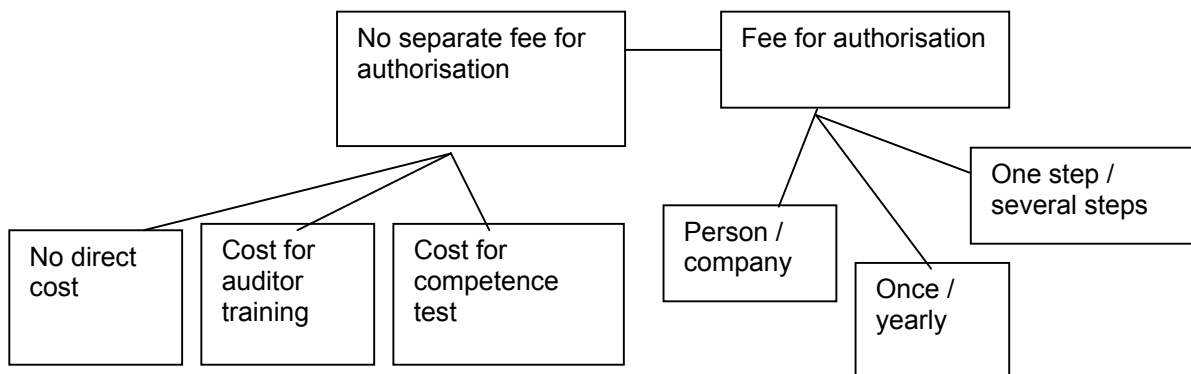 No separate fee for
authorisation
Fee for authorisation
No direct
cost
Cost for
auditor
training
Cost for
competence
test
Person /
company
Once /
yearly
One step /
several steps